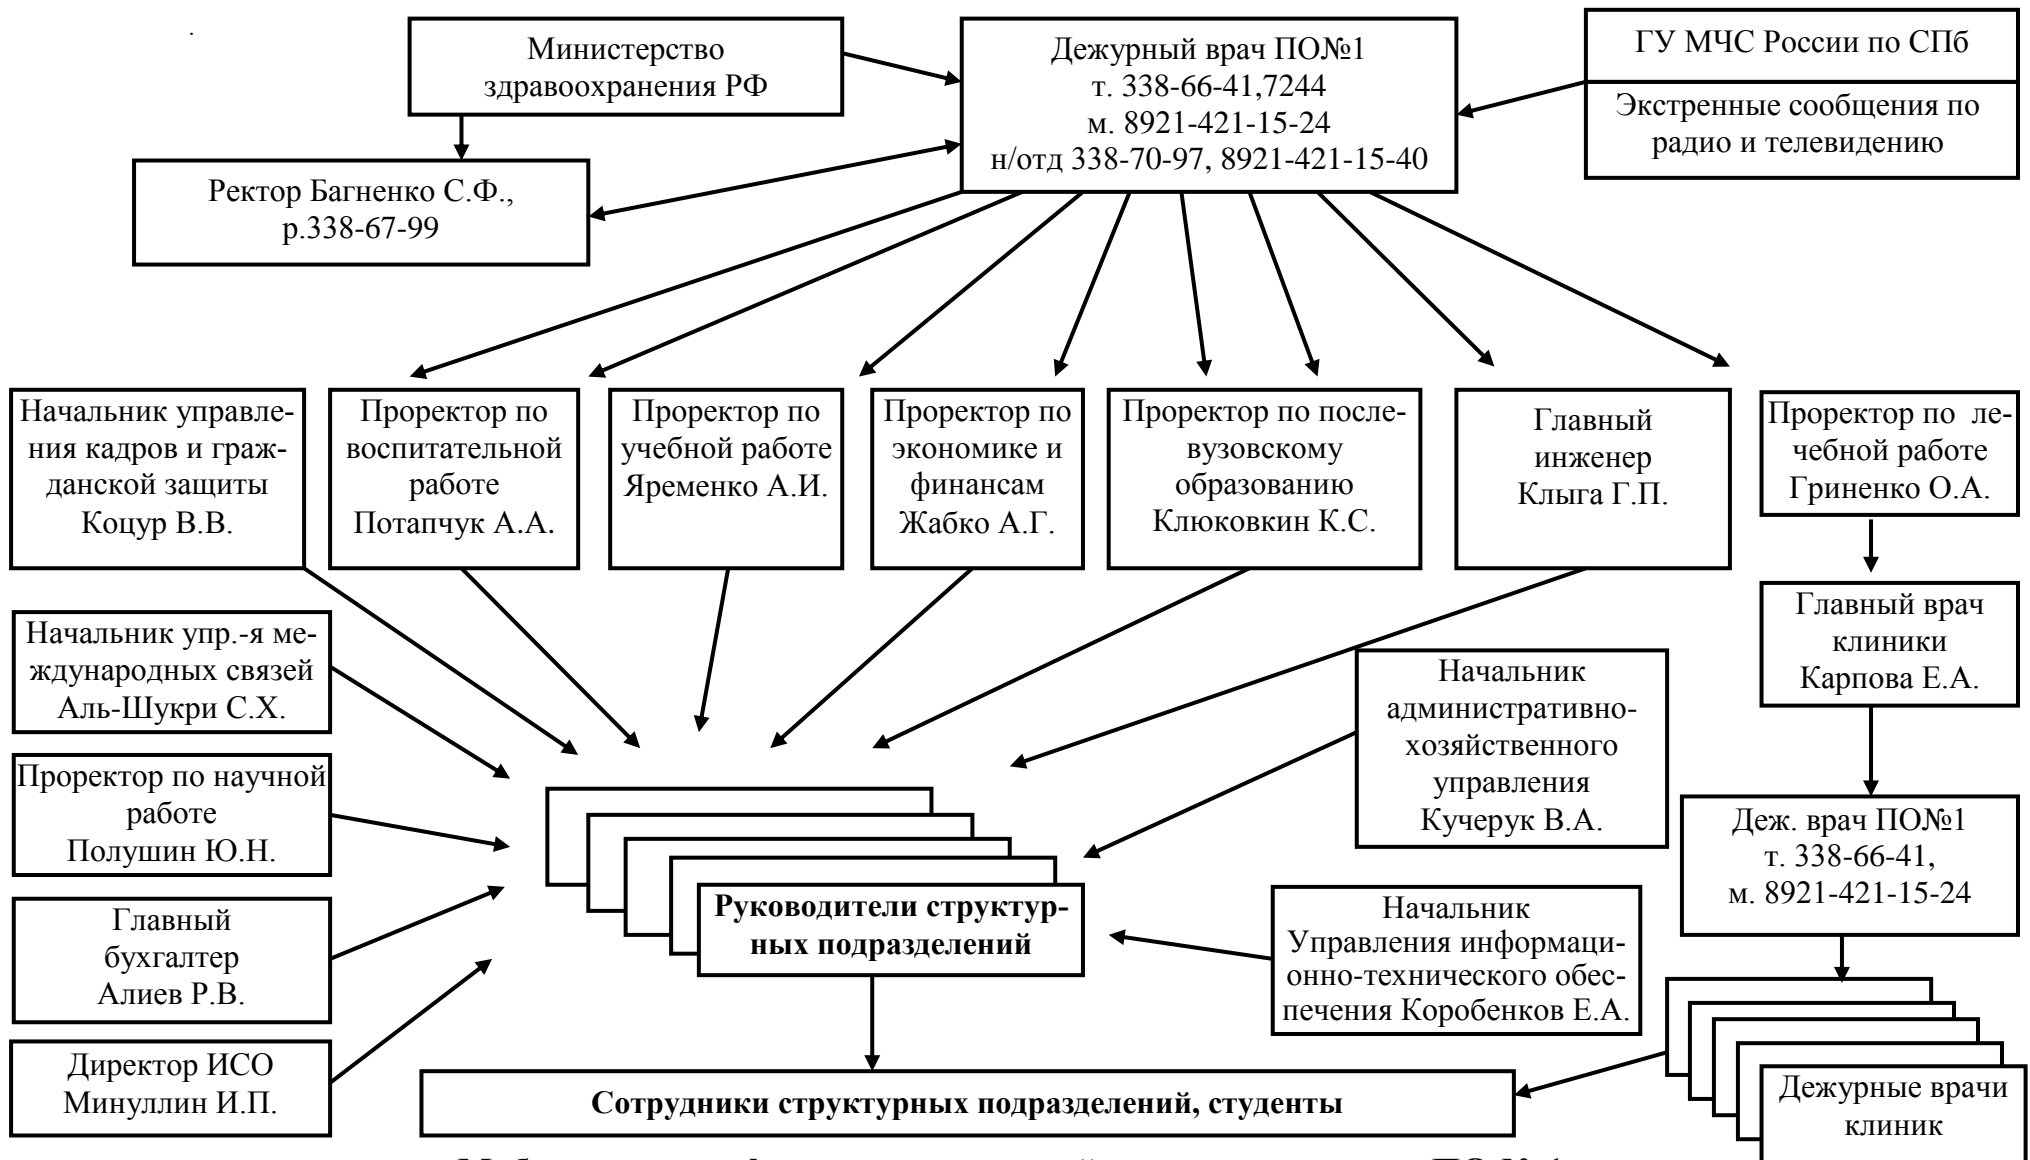 Министерство
здравоохранения РФ
Дежурный врач ПО№1
т. 338-66-41,7244
м. 8921-421-15-24
н/отд 338-70-97, 8921-421-15-40
ГУ МЧС России по СПб
Экстренные сообщения по
радио и телевидению
Ректор Багненко С.Ф.,
р.338-67-99
Начальник управле-
ния кадров и граж-
данской защиты
Коцур В.В.
Проректор по
воспитательной
работе
Потапчук А.А.
Проректор по
учебной работе
Яременко А.И.
Проректор по
экономике и
финансам
Жабко А.Г.
Проректор по после-
вузовскому
образованию
Клюковкин К.С.
Главный
инженер
Клыга Г.П.
Проректор по ле-
чебной работе
Гриненко О.А.
Главный врач
клиники
Карпова Е.А.
Начальник упр.-я ме-
ждународных связей
Аль-Шукри С.Х.
Начальник
административно-
хозяйственного
управления
Кучерук В.А.
Проректор по научной
работе
Полушин Ю.Н.
Деж. врач ПО№1
т. 338-66-41,
м. 8921-421-15-24
Главный
бухгалтер
Алиев Р.В.
Руководители структур-
ных подразделений
Начальник
Управления информаци-
онно-технического обес-
печения Коробенков Е.А.
Директор ИСО
Минуллин И.П.
Сотрудники структурных подразделений, студенты
Дежурные врачи
клиник